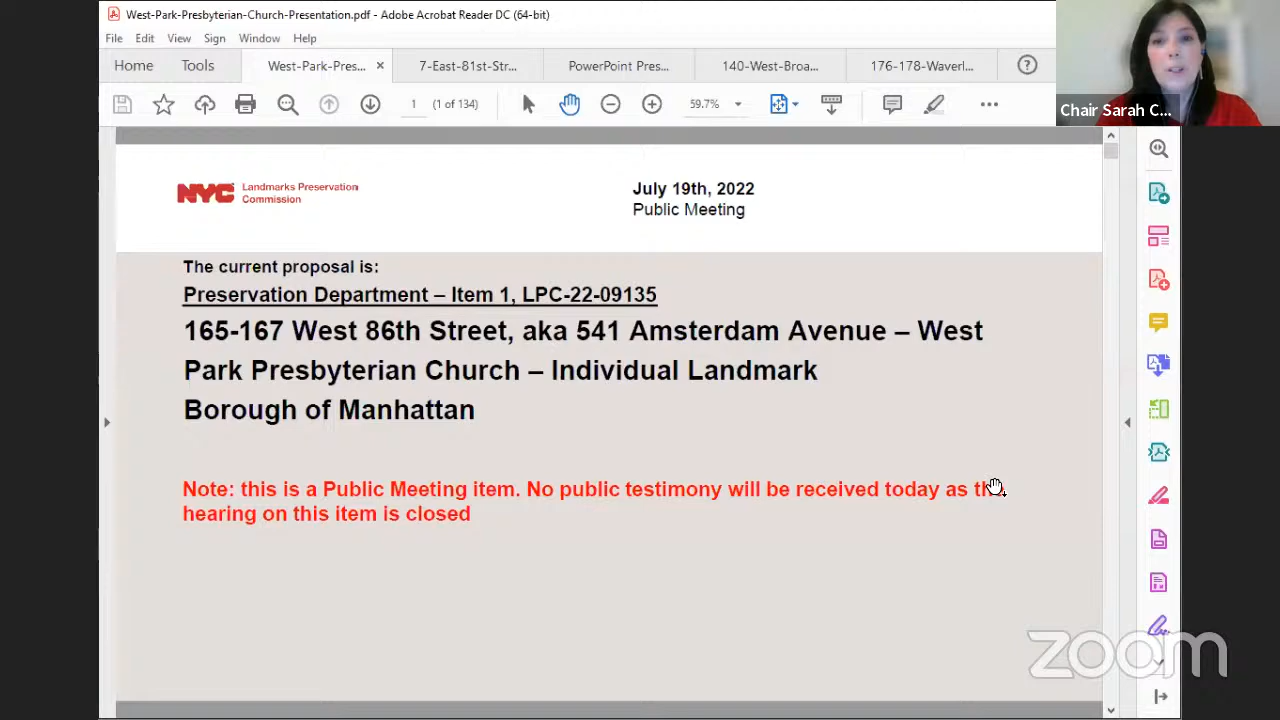 West-Park-Presbyterian-Church-Presentation.pdf - Adobe Acrobat Reader DC (64-bit)
File Edit View Sign Window Help
Home Tools West-Park-Pres... × 7-East-81st-Str... PowerPoint Pres... 140-West-Broa... 176-178-Waverl...
1 (1 of 134) 59.7%
Chair Sarah C...
NYC Landmarks Preservation
Commission
July 19th, 2022
Public Meeting
The current proposal is:
Preservation Department – Item 1, LPC-22-09135
165-167 West 86th Street, aka 541 Amsterdam Avenue – West
Park Presbyterian Church – Individual Landmark
Borough of Manhattan
Note: this is a Public Meeting item. No public testimony will be received today as
hearing on this item is closed
zoom